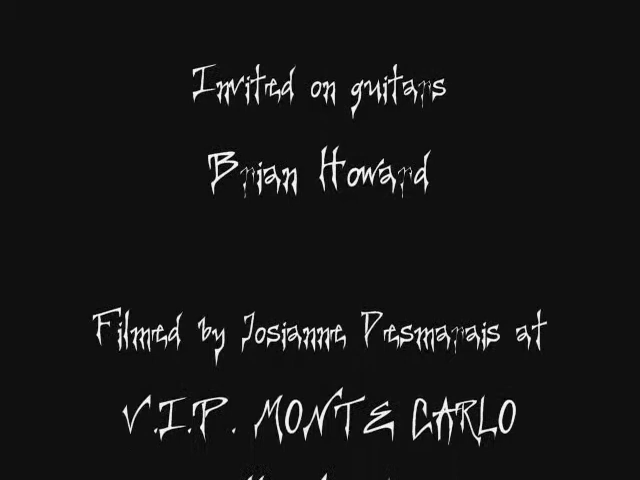 Invited on guitars
Brian Howard
Filmed by Josianne Desmarais at
V.I.P. MONTE CARLO